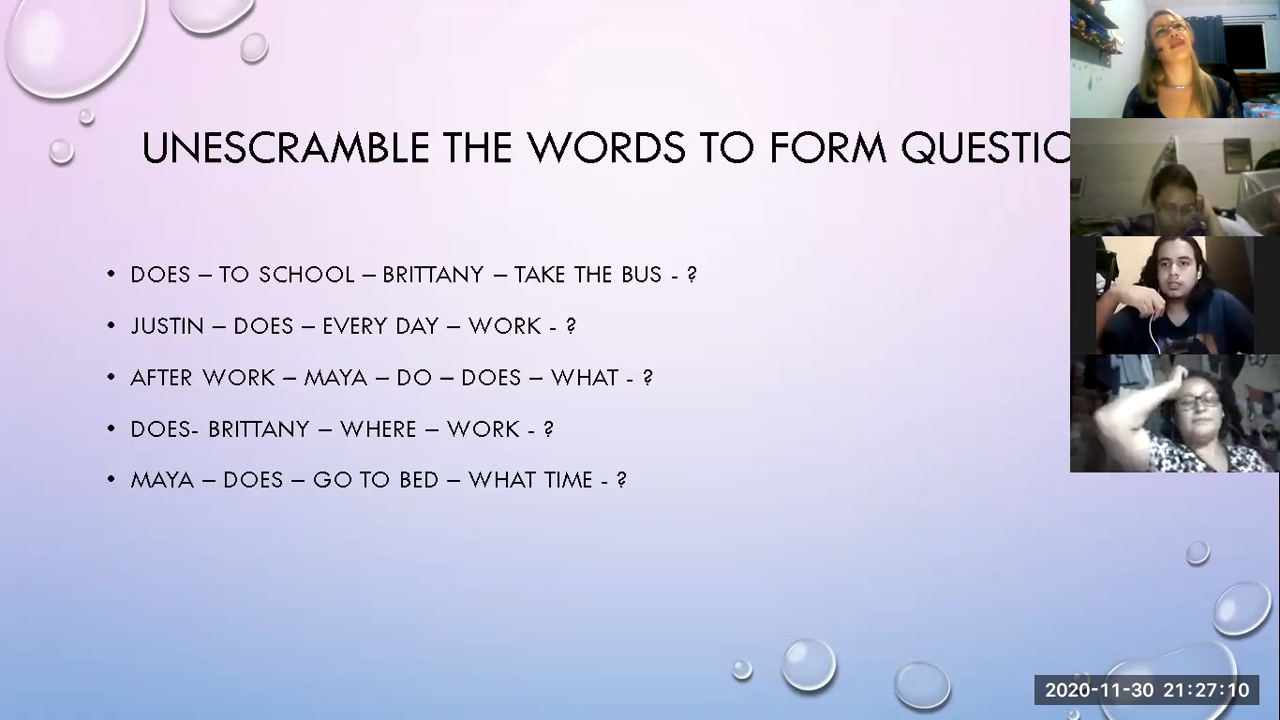 UNESCRAMBLE THE WORDS TO FORM QUESTIO
• DOES – TO SCHOOL – BRITTANY – TAKE THE BUS - ?
• JUSTIN – DOES – EVERY DAY – WORK - ?
• AFTER WORK – MAYA – DO – DOES – WHAT - ?
• DOES- BRITTANY – WHERE – WORK - ?
• MAYA – DOES – GO TO BED – WHAT TIME - ?
2020-11-30 21:27:10